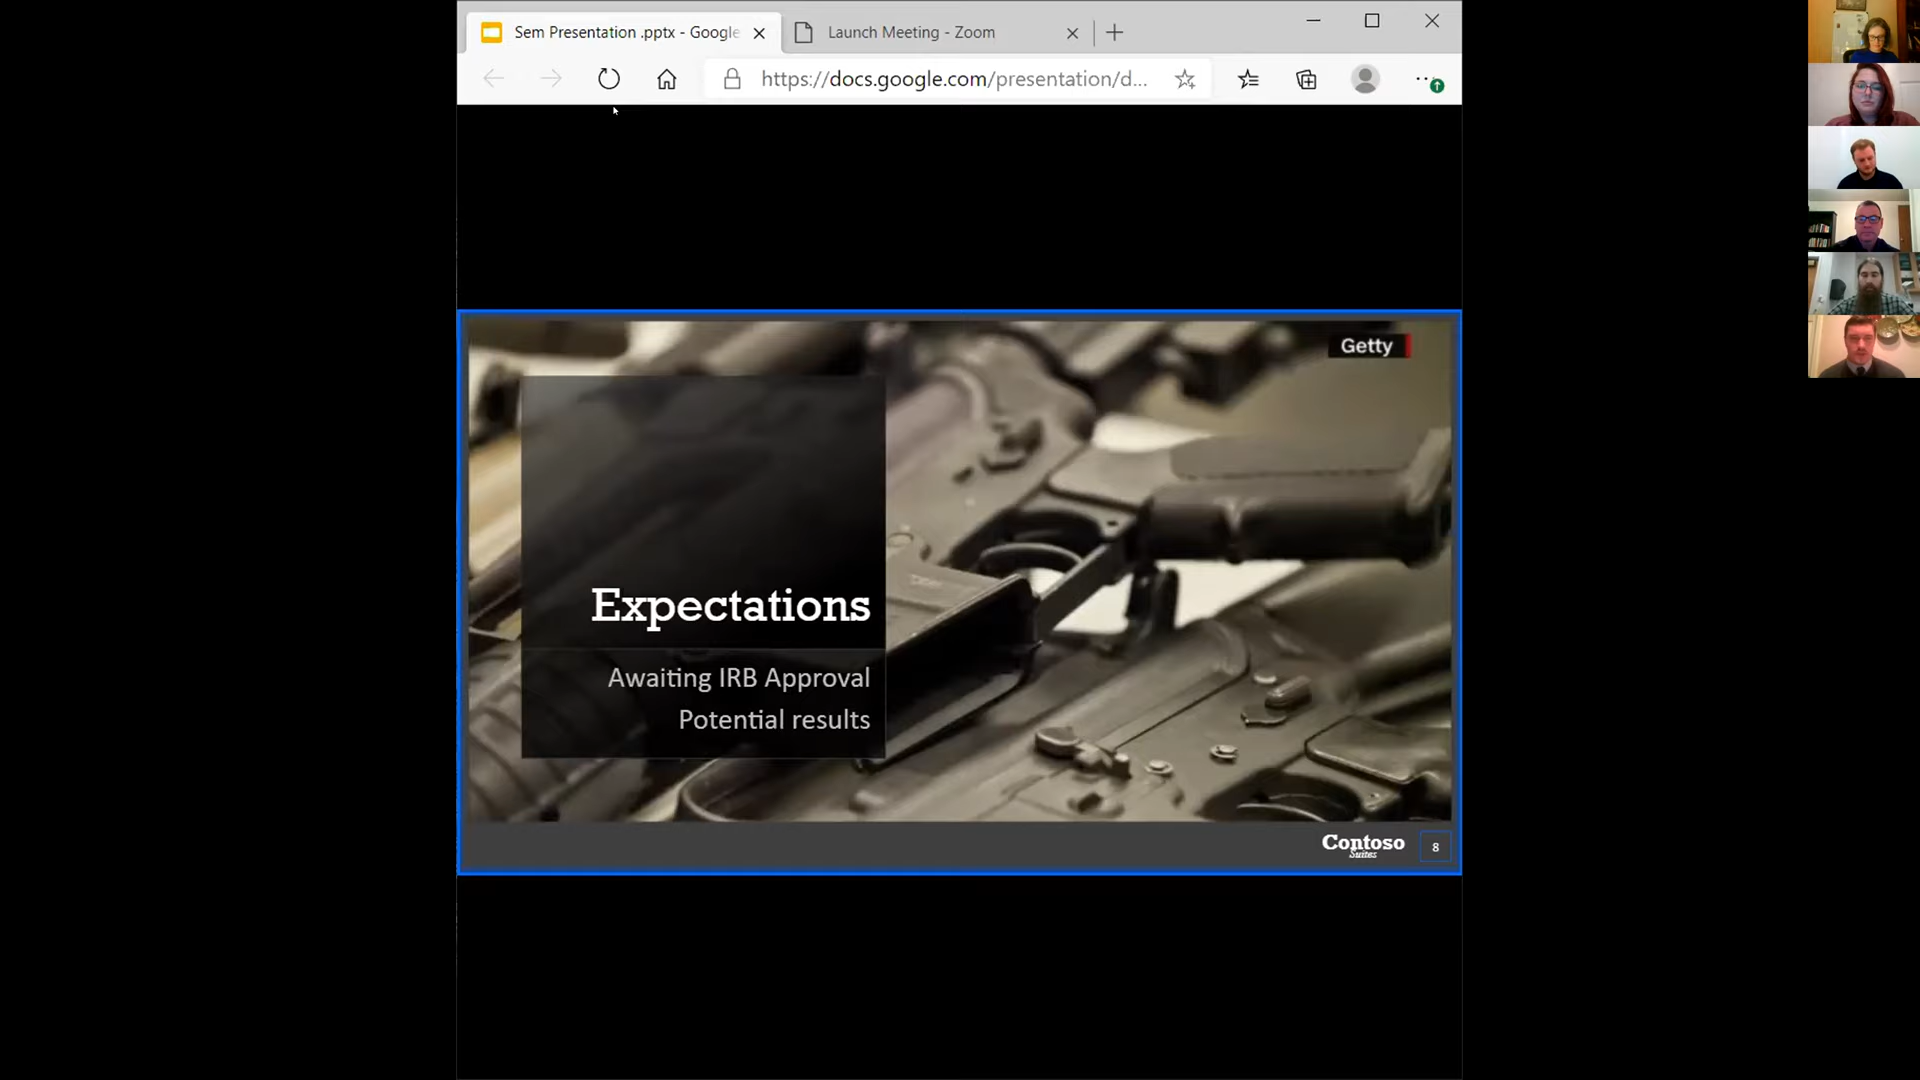 Sem Presentation .pptx - Google
Launch Meeting - Zoom
https://docs.google.com/presentation/d...
Getty
Expectations
Awaiting IRB Approval
Potential results
Contoso
Suites
8